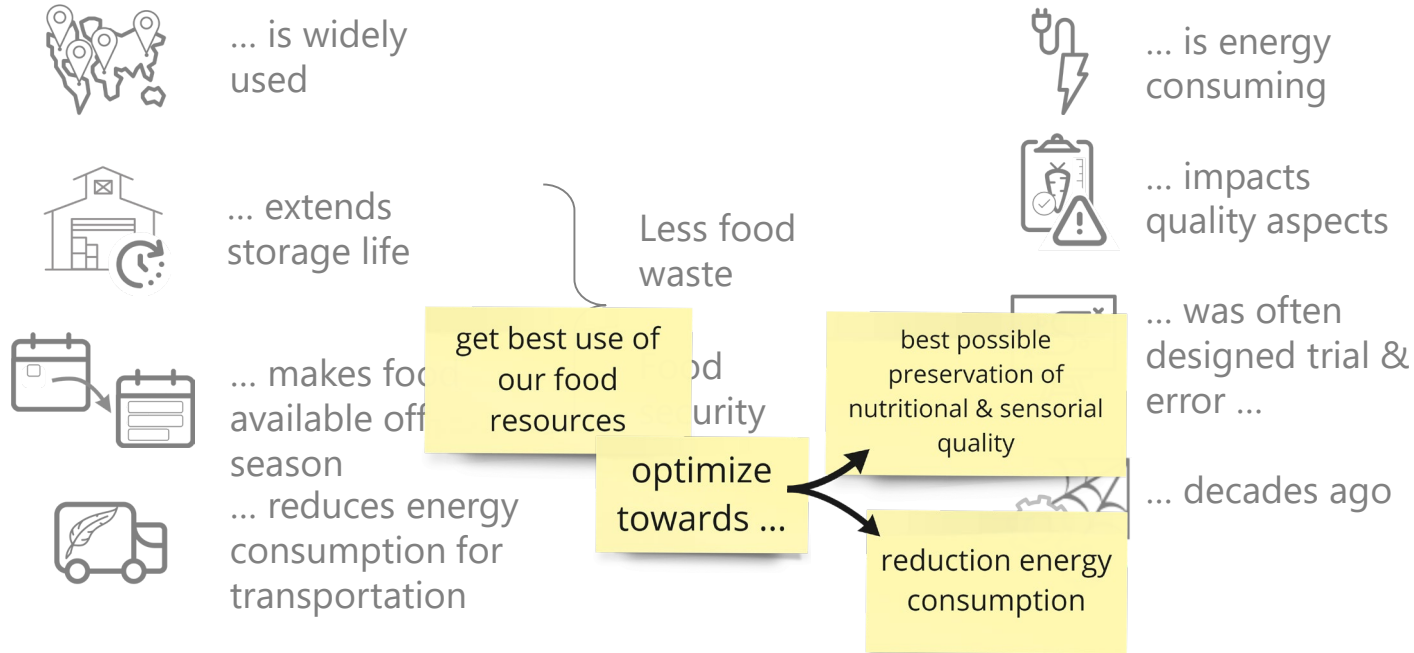 ... is widely
used
... extends
storage life
... makes foo
available off
season
... reduces energy
consumption for
transportation
Less food
waste
ood
urity
get best use of
our food
resources
optimize
towards ...
best possible
preservation of
nutritional & sensorial
quality
reduction energy
consumption
... is energy
consuming
... impacts
quality aspects
... was often
designed trial &
error ...
... decades ago